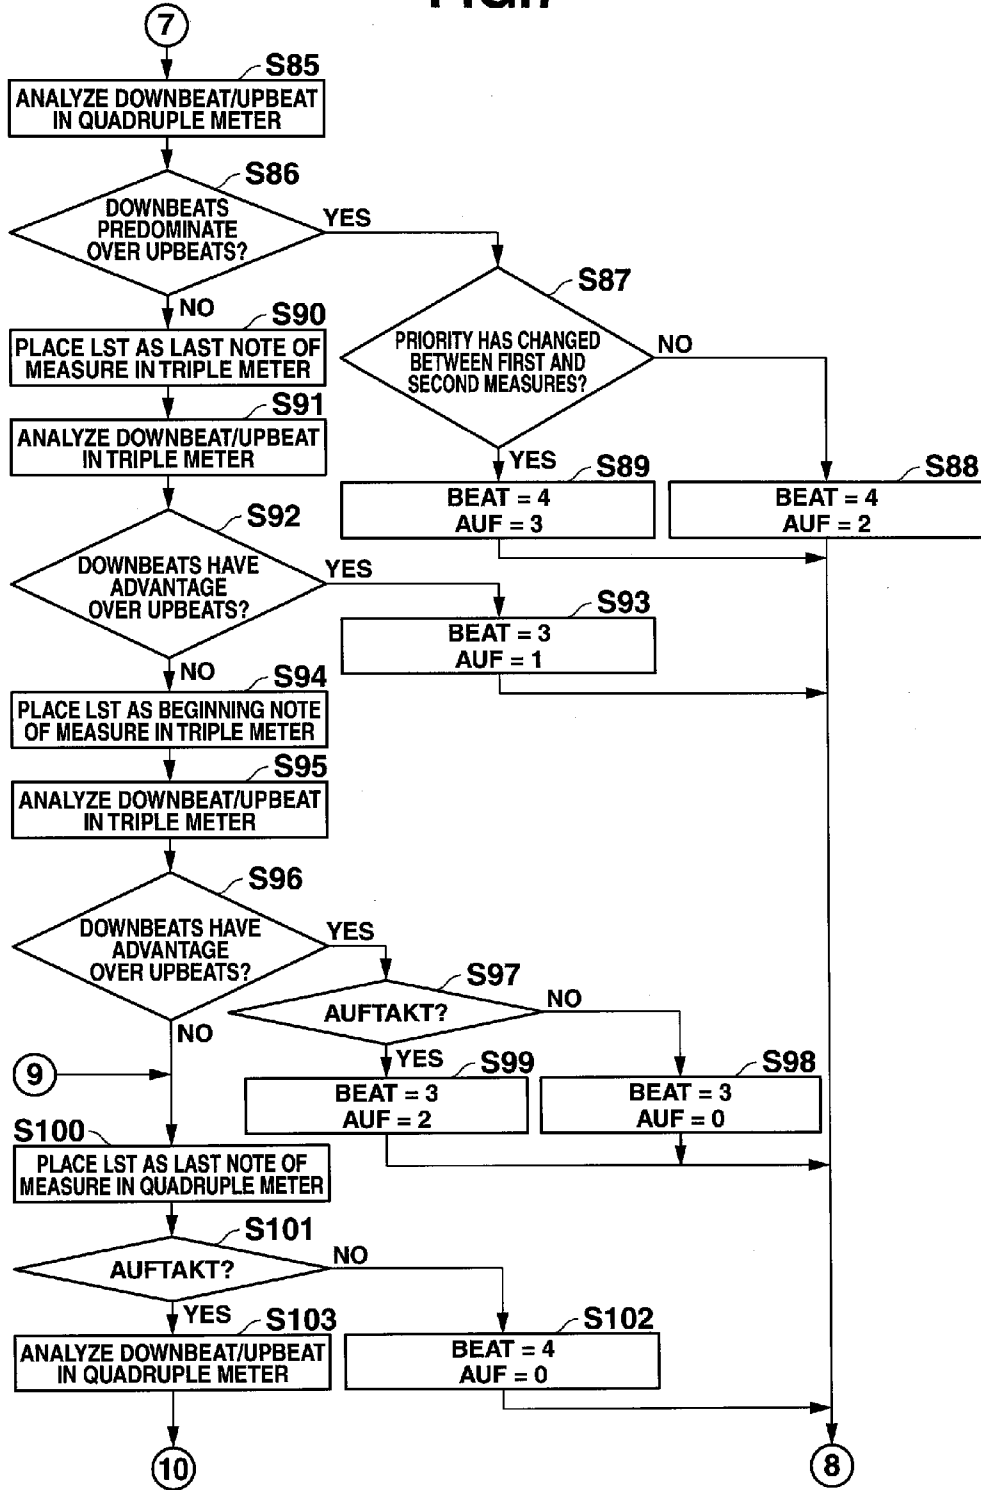 7
S85
ANALYZE DOWNBEAT/UPBEAT
IN QUADRUPLE METER
S86
DOWNBEATS
PREDOMINATE
OVER UPBEATS?
YES
NO
S87
PRIORITY HAS CHANGED
BETWEEN FIRST AND
SECOND MEASURES?
NO
YES
S90
PLACE LST AS LAST NOTE OF
MEASURE IN TRIPLE METER
S91
ANALYZE DOWNBEAT/UPBEAT
IN TRIPLE METER
S89
BEAT = 4
AUF = 3
S88
BEAT = 4
AUF = 2
S92
DOWNBEATS HAVE
ADVANTAGE
OVER UPBEATS?
YES
NO
S93
BEAT = 3
AUF = 1
S94
PLACE LST AS BEGINNING NOTE
OF MEASURE IN TRIPLE METER
S95
ANALYZE DOWNBEAT/UPBEAT
IN TRIPLE METER
S96
DOWNBEATS HAVE
ADVANTAGE
OVER UPBEATS?
YES
NO
S97
AUFTAKT?
NO
YES
S99
BEAT = 3
AUF = 2
S98
BEAT = 3
AUF = 0
9
S100
PLACE LST AS LAST NOTE OF
MEASURE IN QUADRUPLE METER
S101
AUFTAKT?
NO
YES
S103
ANALYZE DOWNBEAT/UPBEAT
IN QUADRUPLE METER
S102
BEAT = 4
AUF = 0
10
8